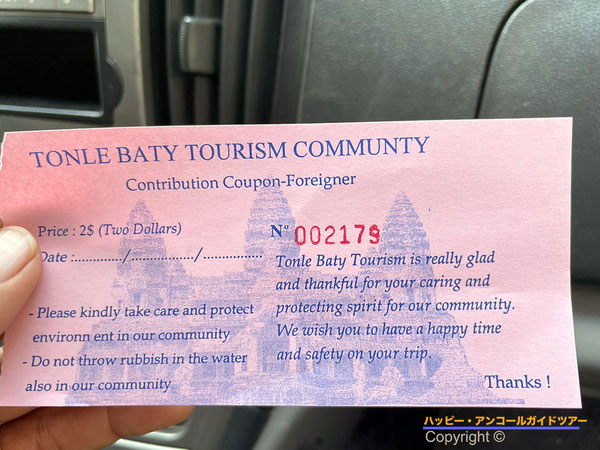 TONLE BATY TOURISM COMMUNTY
Contribution Coupon-Foreigner
Price : 2$ (Two Dollars)
Date :............./................../.................
- Please kindly take care and protect
environ ent in our community
- Do not throw rubbish in the water
also in our community
Nº 002179
Tonle Baty Tourism is really glad
and thankful for your caring and
protecting spirit for our community.
We wish you to have a happy time
and safety on your trip.
Thanks !
ハッピー・アンコールガイドツアー
Copyright ©